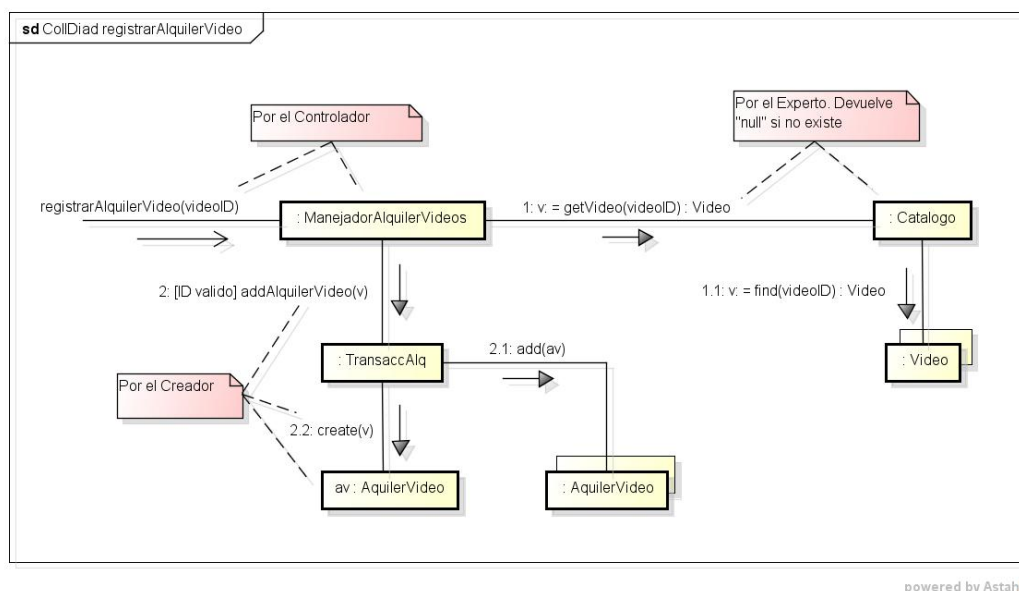 sd CollDiad registrarAlquilerVideo
Por el Controlador
Por el Experto. Devuelve
"null" si no existe
registrarAlquilerVideo(videoID)
: ManejadorAlquilerVideos
1: v: = getVideo(videoID) : Video
: Catalogo
2: [ID valido] addAlquilerVideo(v)
1.1: v: = find(videoID) : Video
: TransaccAlq
2.1: add(av)
: Video
Por el Creador
2.2: create(v)
av : AquilerVideo
: AquilerVideo
powered by Astah